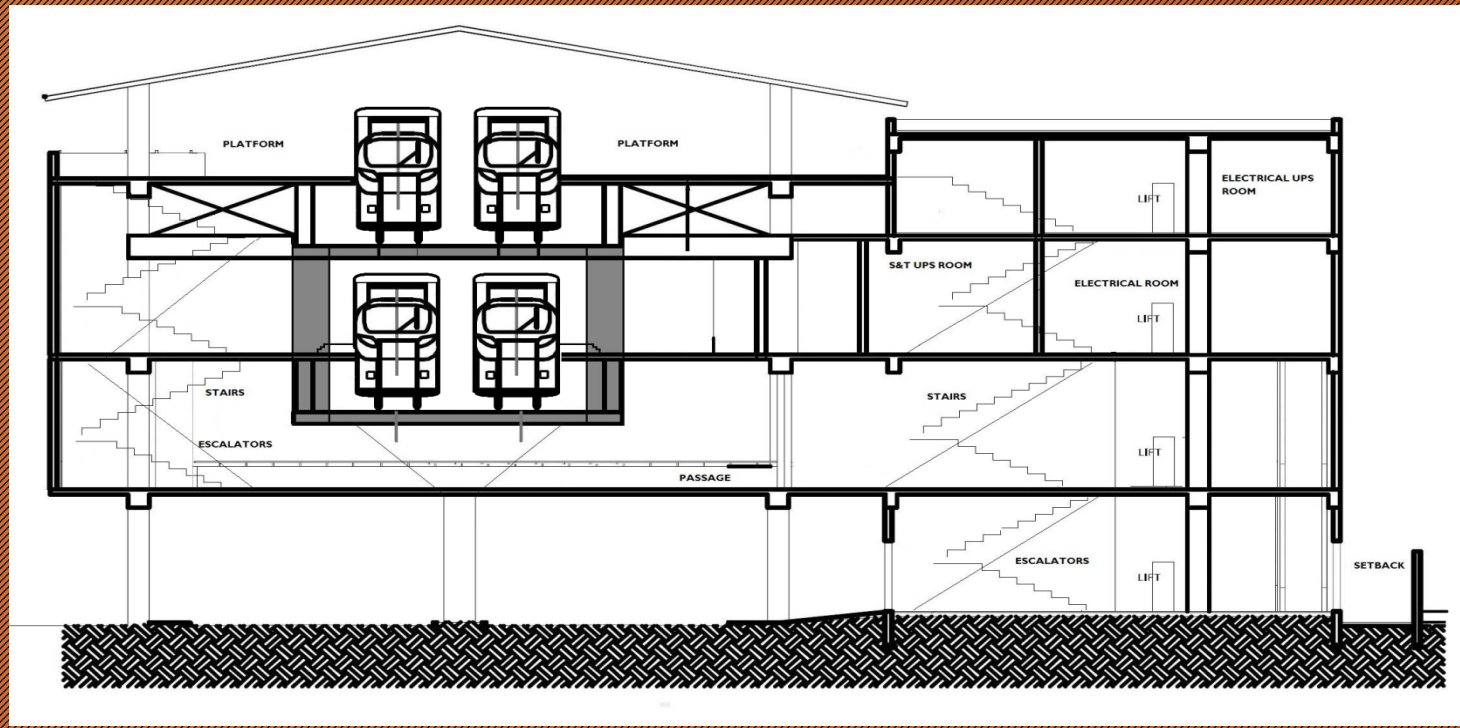 PLATFORM
PLATFORM
ELECTRICAL UPS
ROOM
LIFT
S&T UPS ROOM
ELECTRICAL ROOM
LIFT
STAIRS
STAIRS
ESCALATORS
LIFT
PASSAGE
ESCALATORS
SETBACK
LIFT